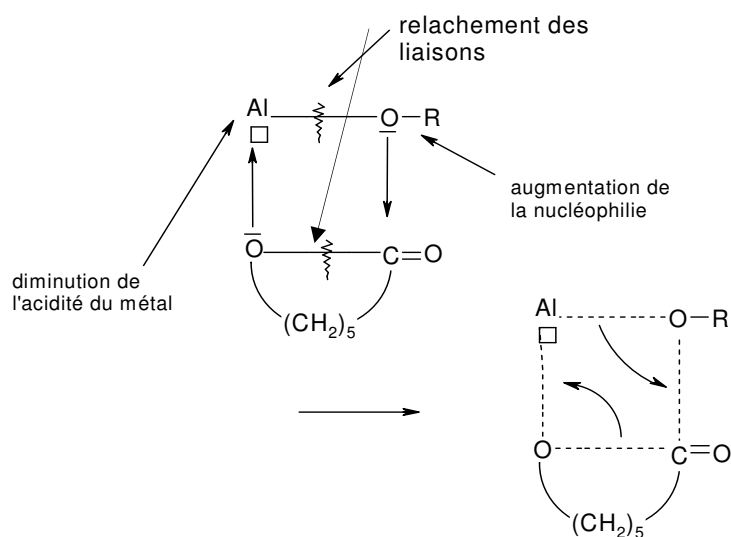 relachement des
liaisons
Al O–R
augmentation de
la nucléophilie
O C=O
diminution de
l'acidité du métal
(CH₂)₅
Al O–R
O C=O
(CH₂)₅